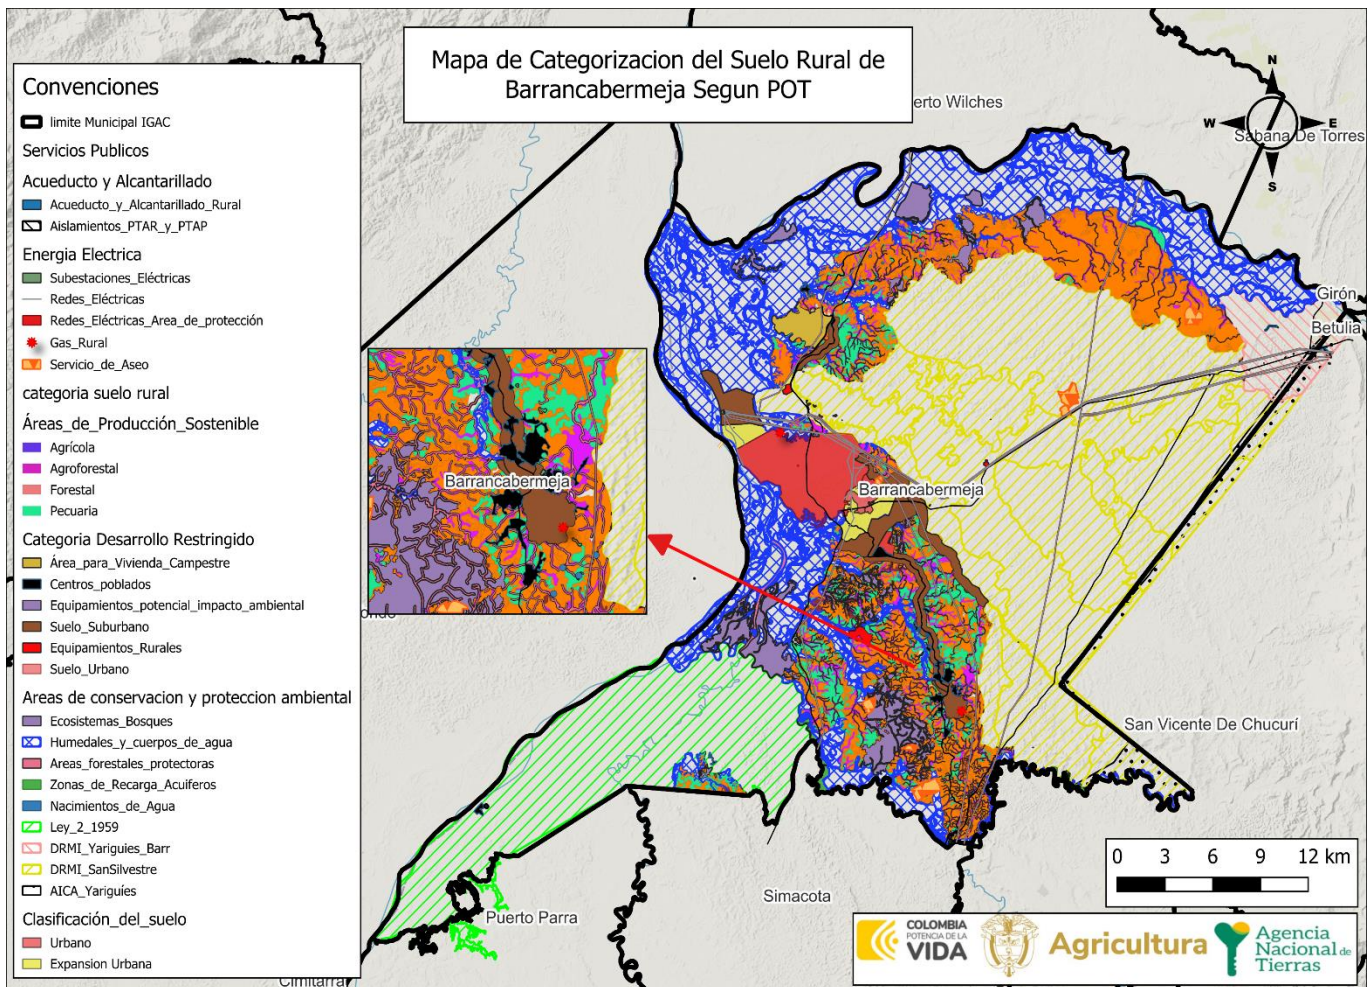 Mapa de Categorizacion del Suelo Rural de
Barrancabermeja Segun POT
Convenciones
limite Municipal IGAC
Servicios Publicos
Acueducto y Alcantarillado
Acueducto_y_Alcantarillado_Rural
Aislamientos_PTAR_y_PTAP
Energia Electrica
Subestaciones_Eléctricas
Redes_Eléctricas
Redes_Eléctricas_Area_de_protección
Gas_Rural
Servicio_de_Aseo
categoria suelo rural
Áreas_de_Producción_Sostenible
Agrícola
Agroforestal
Forestal
Pecuaria
Categoria Desarrollo Restringido
Área_para_Vivienda_Campestre
Centros_poblados
Equipamientos_potencial_impacto_ambiental
Suelo_Suburbano
Equipamientos_Rurales
Suelo_Urbano
Areas de conservacion y proteccion ambiental
Ecosistemas_Bosques
Humedales_y_cuerpos_de_agua
Areas_forestales_protectoras
Zonas_de_Recarga_Acuiferos
Nacimientos_de_Agua
Ley_2_1959
DRMI_Yariguies_Barr
DRMI_SanSilvestre
AICA_Yariguíes
Clasificación_del_suelo
Urbano
Expansion Urbana
erto Wilches
N
W
E
S
Sabana De Torres
Girón
Betulia
Barrancabermeja
Barrancabermeja
ondo
San Vicente De Chucurí
Simacota
Puerto Parra
Cimitarra
0 3 6 9 12 km
COLOMBIA
POTENCIA DE LA
VIDA
Agricultura
Agencia
Nacional de
Tierras